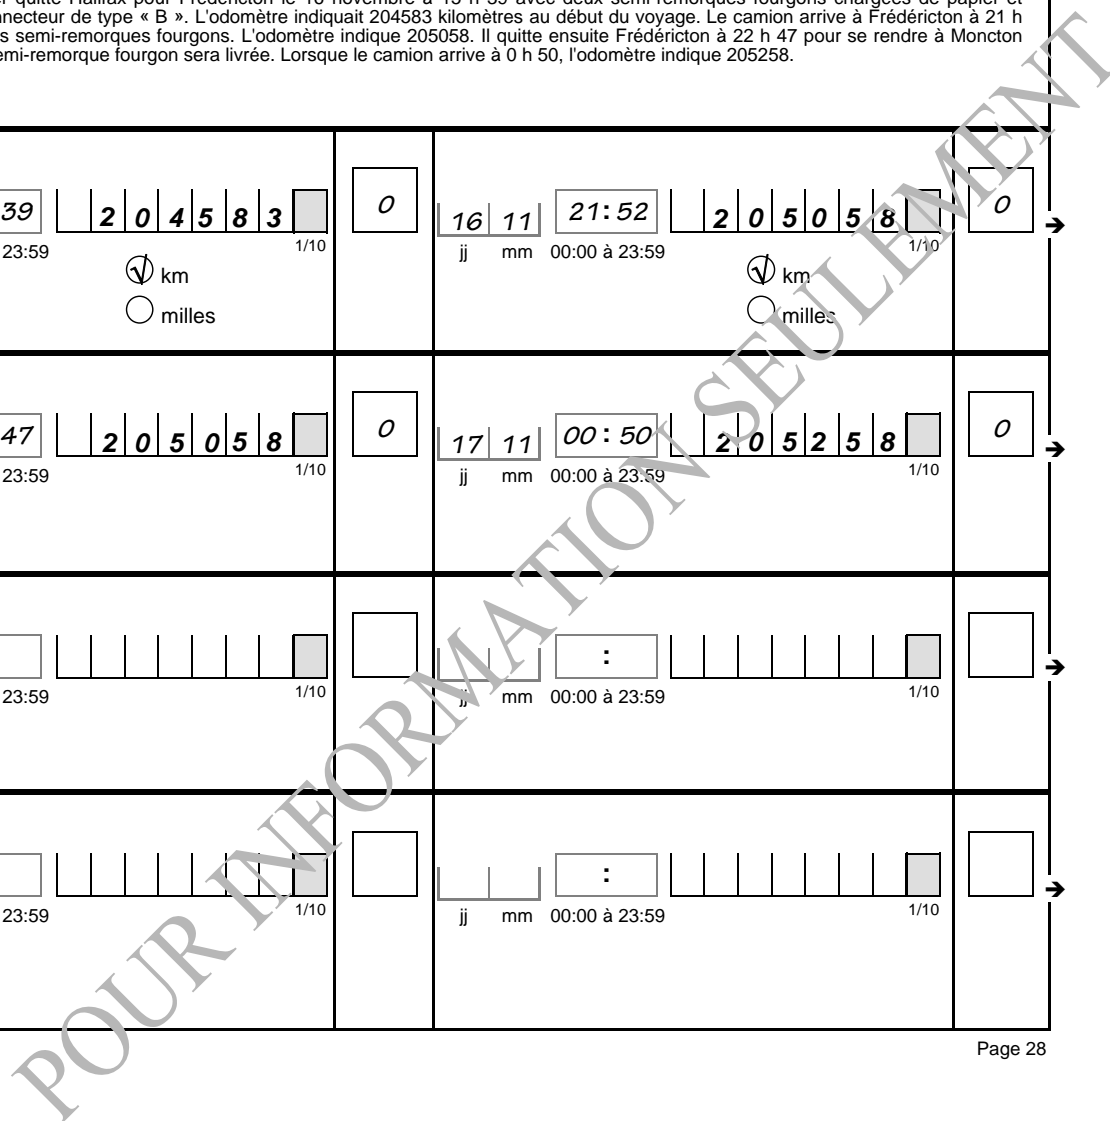 quitte Halifax pour Frédéricton le 16 novembre à 15 h 39 avec deux semi-remorques fourgons chargées de papier et
necteur de type « B ». L'odomètre indiquait 204583 kilomètres au début du voyage. Le camion arrive à Frédéricton à 21 h
s semi-remorques fourgons. L'odomètre indique 205058. Il quitte ensuite Frédéricton à 22 h 47 pour se rendre à Moncton
emi-remorque fourgon sera livrée. Lorsque le camion arrive à 0 h 50, l'odomètre indique 205258.
39 2 0 4 5 8 3 0 16 11 21:52 2 0 5 0 5 8 0 ➔
23:59 1/10 jj mm 00:00 à 23:59 1/10
√ km √ km
milles milles
47 2 0 5 0 5 8 0 17 11 00:50 2 0 5 2 5 8 0 ➔
23:59 1/10 jj mm 00:00 à 23:59 1/10
: ➔
23:59 1/10 jj mm 00:00 à 23:59 1/10
: ➔
23:59 1/10 jj mm 00:00 à 23:59 1/10
Page 28
POUR INFORMATION SEULEMENT